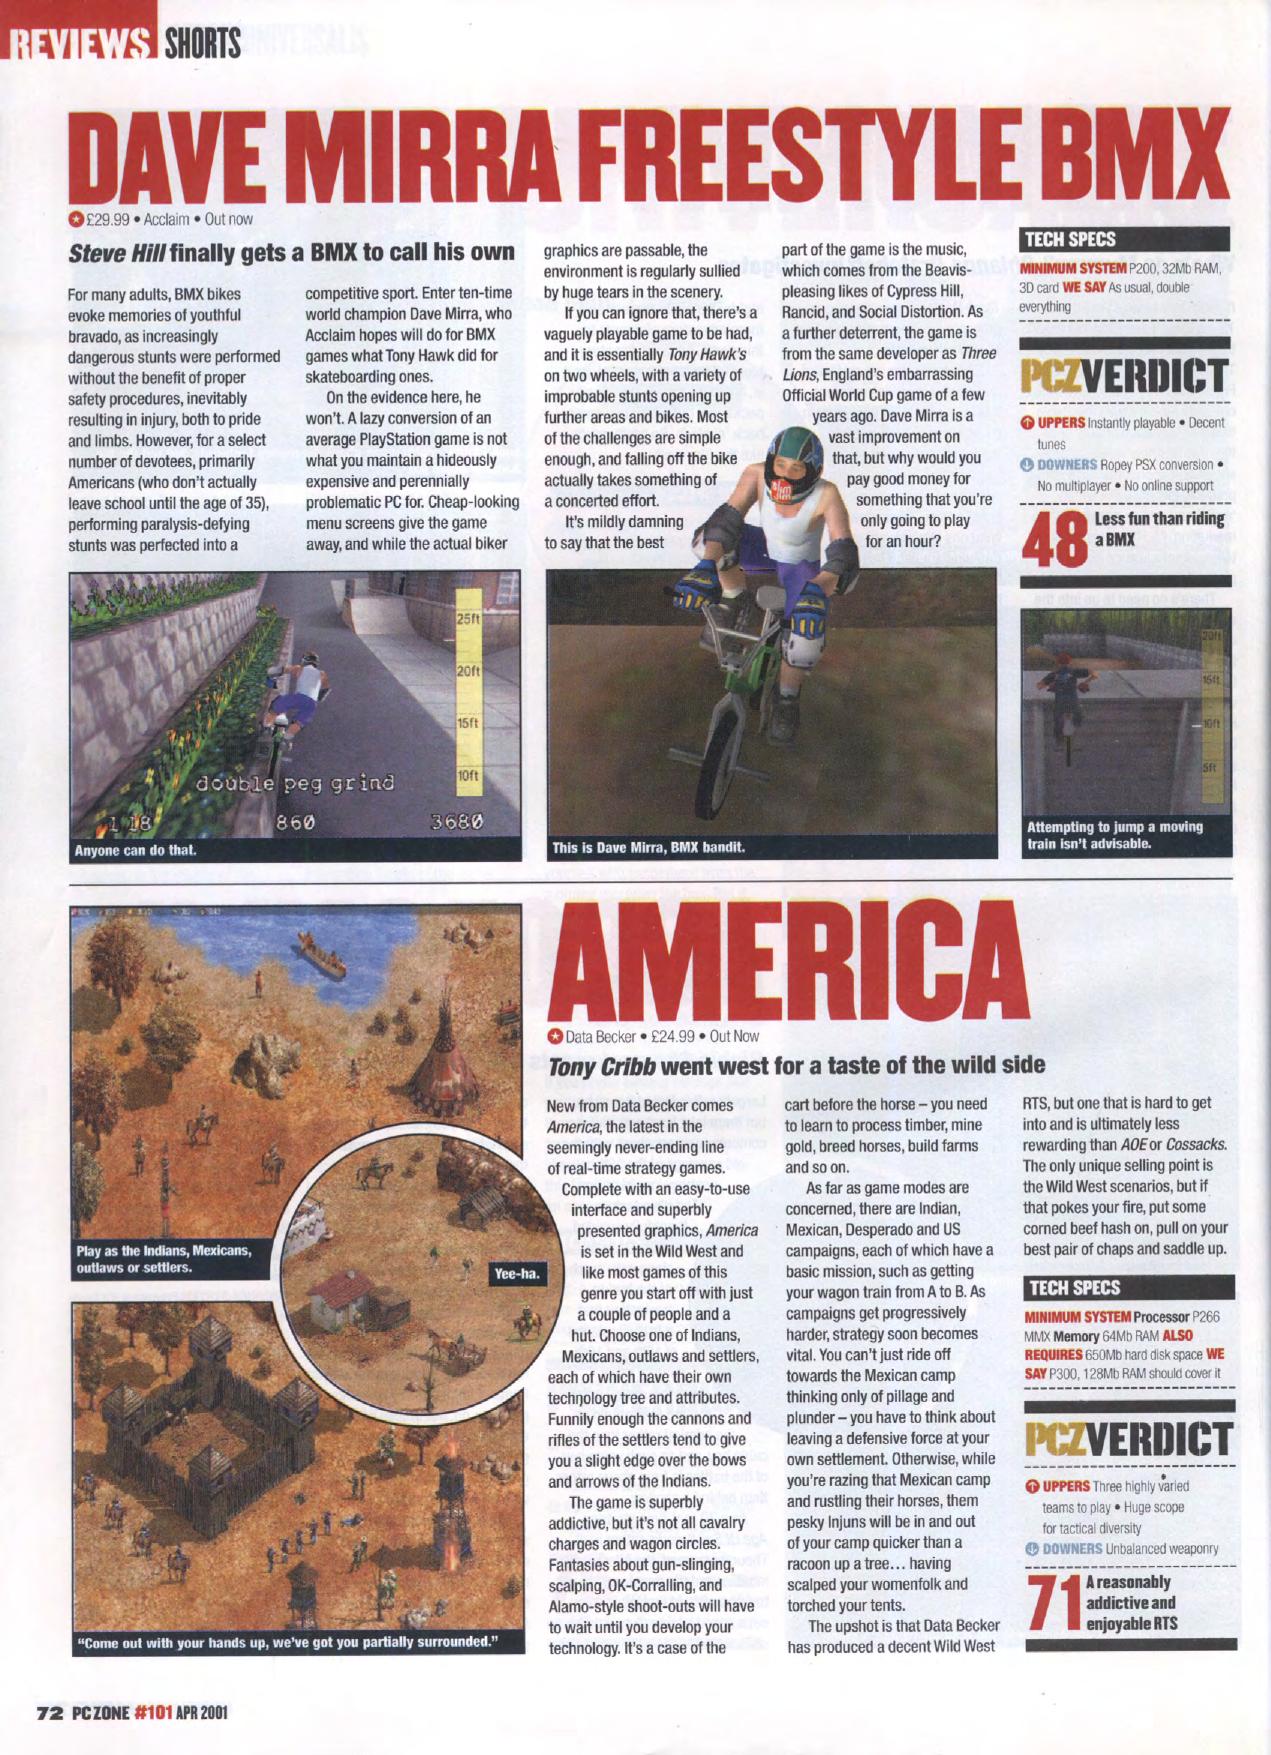 REVIEWS SHORTS
DAVE MIRRA FREESTYLE BMX
£29.99 • Acclaim • Out now
Steve Hill finally gets a BMX to call his own
For many adults, BMX bikes
evoke memories of youthful
bravado, as increasingly
dangerous stunts were performed
without the benefit of proper
safety procedures, inevitably
resulting in injury, both to pride
and limbs. However, for a select
number of devotees, primarily
Americans (who don't actually
leave school until the age of 35),
performing paralysis-defying
stunts was perfected into a
competitive sport. Enter ten-time
world champion Dave Mirra, who
Acclaim hopes will do for BMX
games what Tony Hawk did for
skateboarding ones.
On the evidence here, he
won't. A lazy conversion of an
average PlayStation game is not
what you maintain a hideously
expensive and perennially
problematic PC for. Cheap-looking
menu screens give the game
away, and while the actual biker
graphics are passable, the
environment is regularly sullied
by huge tears in the scenery.
If you can ignore that, there's a
vaguely playable game to be had,
and it is essentially Tony Hawk's
on two wheels, with a variety of
improbable stunts opening up
further areas and bikes. Most
of the challenges are simple
enough, and falling off the bike
actually takes something of
a concerted effort.
It's mildly damning
to say that the best
part of the game is the music,
which comes from the Beavis-
pleasing likes of Cypress Hill,
Rancid, and Social Distortion. As
a further deterrent, the game is
from the same developer as Three
Lions, England's embarrassing
Official World Cup game of a few
years ago. Dave Mirra is a
vast improvement on
that, but why would you
pay good money for
something that you're
only going to play
for an hour?
TECH SPECS
MINIMUM SYSTEM P200, 32Mb RAM,
3D card WE SAY As usual, double
everything
PCZVERDICT
UPPERS Instantly playable • Decent
tunes
DOWNERS Ropey PSX conversion •
No multiplayer • No online support
48 Less fun than riding
a BMX
25ft
20ft
15ft
10ft
double peg grind
1 18 860 3680
Anyone can do that.
Slim
Jim
This is Dave Mirra, BMX bandit.
20ft
15ft
10ft
5ft
Attempting to jump a moving
train isn't advisable.
AMERICA
Data Becker • £24.99 • Out Now
Tony Cribb went west for a taste of the wild side
New from Data Becker comes
America, the latest in the
seemingly never-ending line
of real-time strategy games.
Complete with an easy-to-use
interface and superbly
presented graphics, America
is set in the Wild West and
like most games of this
genre you start off with just
a couple of people and a
hut. Choose one of Indians,
Mexicans, outlaws and settlers,
each of which have their own
technology tree and attributes.
Funnily enough the cannons and
rifles of the settlers tend to give
you a slight edge over the bows
and arrows of the Indians.
The game is superbly
addictive, but it's not all cavalry
charges and wagon circles.
Fantasies about gun-slinging,
scalping, OK-Corralling, and
Alamo-style shoot-outs will have
to wait until you develop your
technology. It's a case of the
cart before the horse – you need
to learn to process timber, mine
gold, breed horses, build farms
and so on.
As far as game modes are
concerned, there are Indian,
Mexican, Desperado and US
campaigns, each of which have a
basic mission, such as getting
your wagon train from A to B. As
campaigns get progressively
harder, strategy soon becomes
vital. You can't just ride off
towards the Mexican camp
thinking only of pillage and
plunder – you have to think about
leaving a defensive force at your
own settlement. Otherwise, while
you're razing that Mexican camp
and rustling their horses, them
pesky Injuns will be in and out
of your camp quicker than a
racoon up a tree... having
scalped your womenfolk and
torched your tents.
The upshot is that Data Becker
has produced a decent Wild West
RTS, but one that is hard to get
into and is ultimately less
rewarding than AOE or Cossacks.
The only unique selling point is
the Wild West scenarios, but if
that pokes your fire, put some
corned beef hash on, pull on your
best pair of chaps and saddle up.
TECH SPECS
MINIMUM SYSTEM Processor P266
MMX Memory 64Mb RAM ALSO
REQUIRES 650Mb hard disk space WE
SAY P300, 128Mb RAM should cover it
PCZVERDICT
UPPERS Three highly varied
teams to play • Huge scope
for tactical diversity
DOWNERS Unbalanced weaponry
71 A reasonably
addictive and
enjoyable RTS
Play as the Indians, Mexicans,
outlaws or settlers.
Yee-ha.
"Come out with your hands up, we've got you partially surrounded."
72 PC ZONE #101 APR 2001